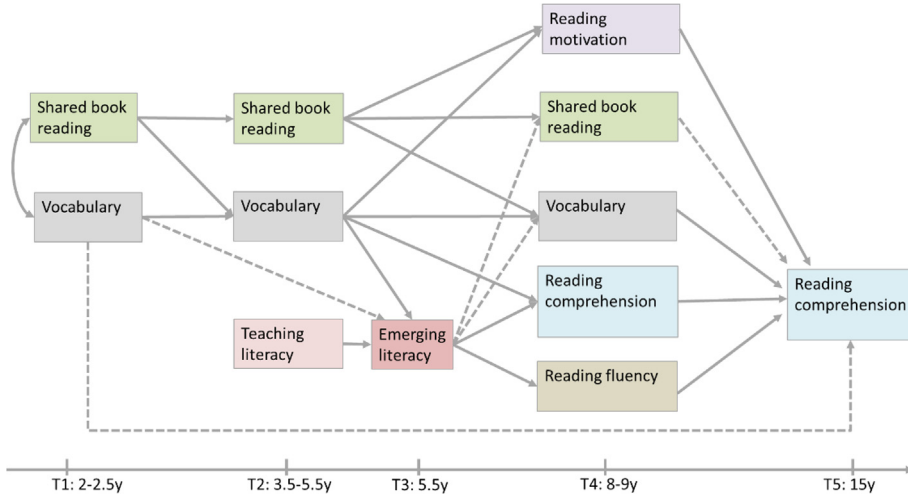 Reading
motivation
Shared book
reading
Shared book
reading
Shared book
reading
Vocabulary
Vocabulary
Vocabulary
Reading
comprehension
Reading
comprehension
Teaching
literacy
Emerging
literacy
Reading fluency
T1: 2-2.5y
T2: 3.5-5.5y
T3: 5.5y
T4: 8-9y
T5: 15y